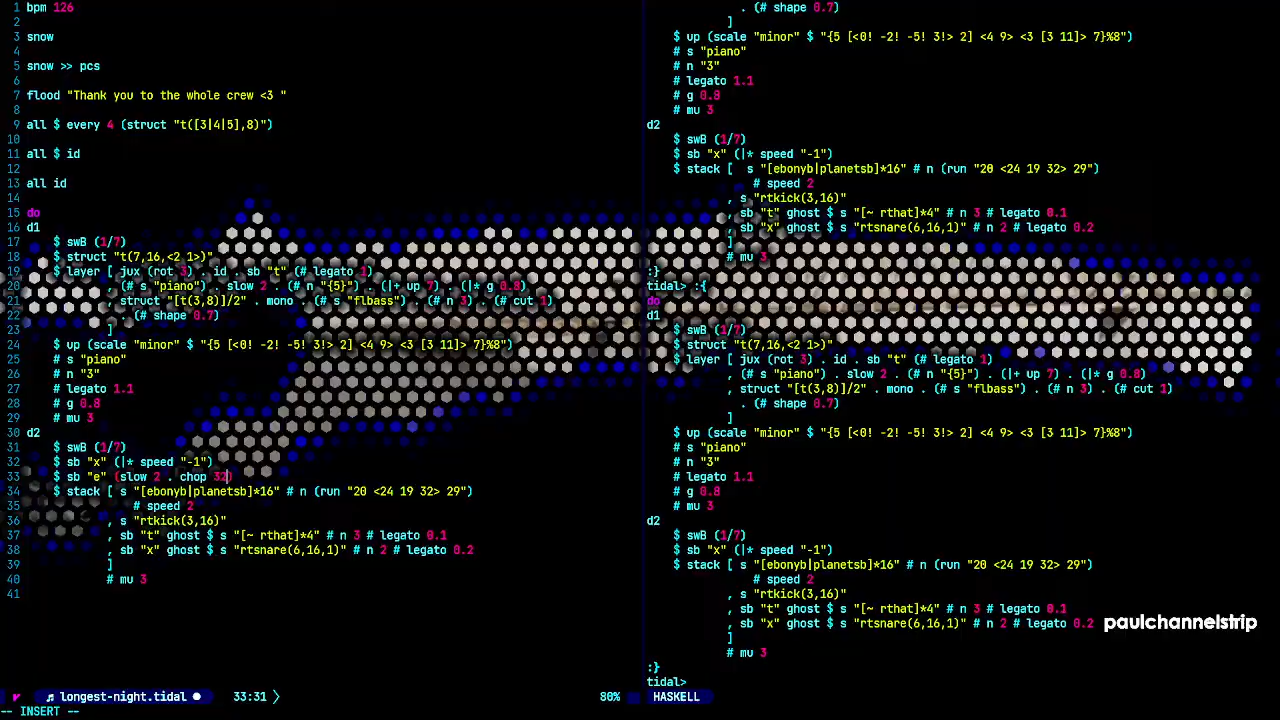 1 bpm 126
2
3 snow
4
5 snow >> pcs
6
7 flood "Thank you to the whole crew <3 "
8
9 all $ every 4 (struct "t([3|4|5],8)")
10
11 all $ id
12
13 all id
14
15 do
16 d1
17 $ swB (1/7)
18 $ struct "t(7,16,<2 1>)"
19 $ layer [ jux (rot 3) . id . sb "t" (# legato 1)
20 , (# s "piano") . slow 2 . (# n "{5}") . (|+ up 7) . (|* g 0.8)
21 , struct "[t(3,8)]/2" . mono . (# s "flbass") . (# n 3) . (# cut 1)
22 . (# shape 0.7)
23 ]
24 $ up (scale "minor" $ "{5 [<0! -2! -5! 3!> 2] <4 9> <3 [3 11]> 7}%8")
25 # s "piano"
26 # n "3"
27 # legato 1.1
28 # g 0.8
29 # mu 3
30 d2
31 $ swB (1/7)
32 $ sb "x" (|* speed "-1")
33 $ sb "e" (slow 2 . chop 32)
34 $ stack [ s "[ebonyb|planetsb]*16" # n (run "20 <24 19 32> 29")
35 # speed 2
36 , s "rtkick(3,16)"
37 , sb "t" ghost $ s "[~ rthat]*4" # n 3 # legato 0.1
38 , sb "x" ghost $ s "rtsnare(6,16,1)" # n 2 # legato 0.2
39 ]
40 # mu 3
41
♬ longest-night.tidal ● 33:31 80%
-- INSERT --
. (# shape 0.7)
]
$ up (scale "minor" $ "{5 [<0! -2! -5! 3!> 2] <4 9> <3 [3 11]> 7}%8")
# s "piano"
# n "3"
# legato 1.1
# g 0.8
# mu 3
d2
$ swB (1/7)
$ sb "x" (|* speed "-1")
$ stack [ s "[ebonyb|planetsb]*16" # n (run "20 <24 19 32> 29")
# speed 2
, s "rtkick(3,16)"
, sb "t" ghost $ s "[~ rthat]*4" # n 3 # legato 0.1
, sb "x" ghost $ s "rtsnare(6,16,1)" # n 2 # legato 0.2
]
# mu 3
:}
tidal> :{
do
d1
$ swB (1/7)
$ struct "t(7,16,<2 1>)"
$ layer [ jux (rot 3) . id . sb "t" (# legato 1)
, (# s "piano") . slow 2 . (# n "{5}") . (|+ up 7) . (|* g 0.8)
, struct "[t(3,8)]/2" . mono . (# s "flbass") . (# n 3) . (# cut 1)
. (# shape 0.7)
]
$ up (scale "minor" $ "{5 [<0! -2! -5! 3!> 2] <4 9> <3 [3 11]> 7}%8")
# s "piano"
# n "3"
# legato 1.1
# g 0.8
# mu 3
d2
$ swB (1/7)
$ sb "x" (|* speed "-1")
$ stack [ s "[ebonyb|planetsb]*16" # n (run "20 <24 19 32> 29")
# speed 2
, s "rtkick(3,16)"
, sb "t" ghost $ s "[~ rthat]*4" # n 3 # legato 0.1
, sb "x" ghost $ s "rtsnare(6,16,1)" # n 2 # legato 0.2
]
# mu 3
:}
tidal>
HASKELL
paulchannelstrip